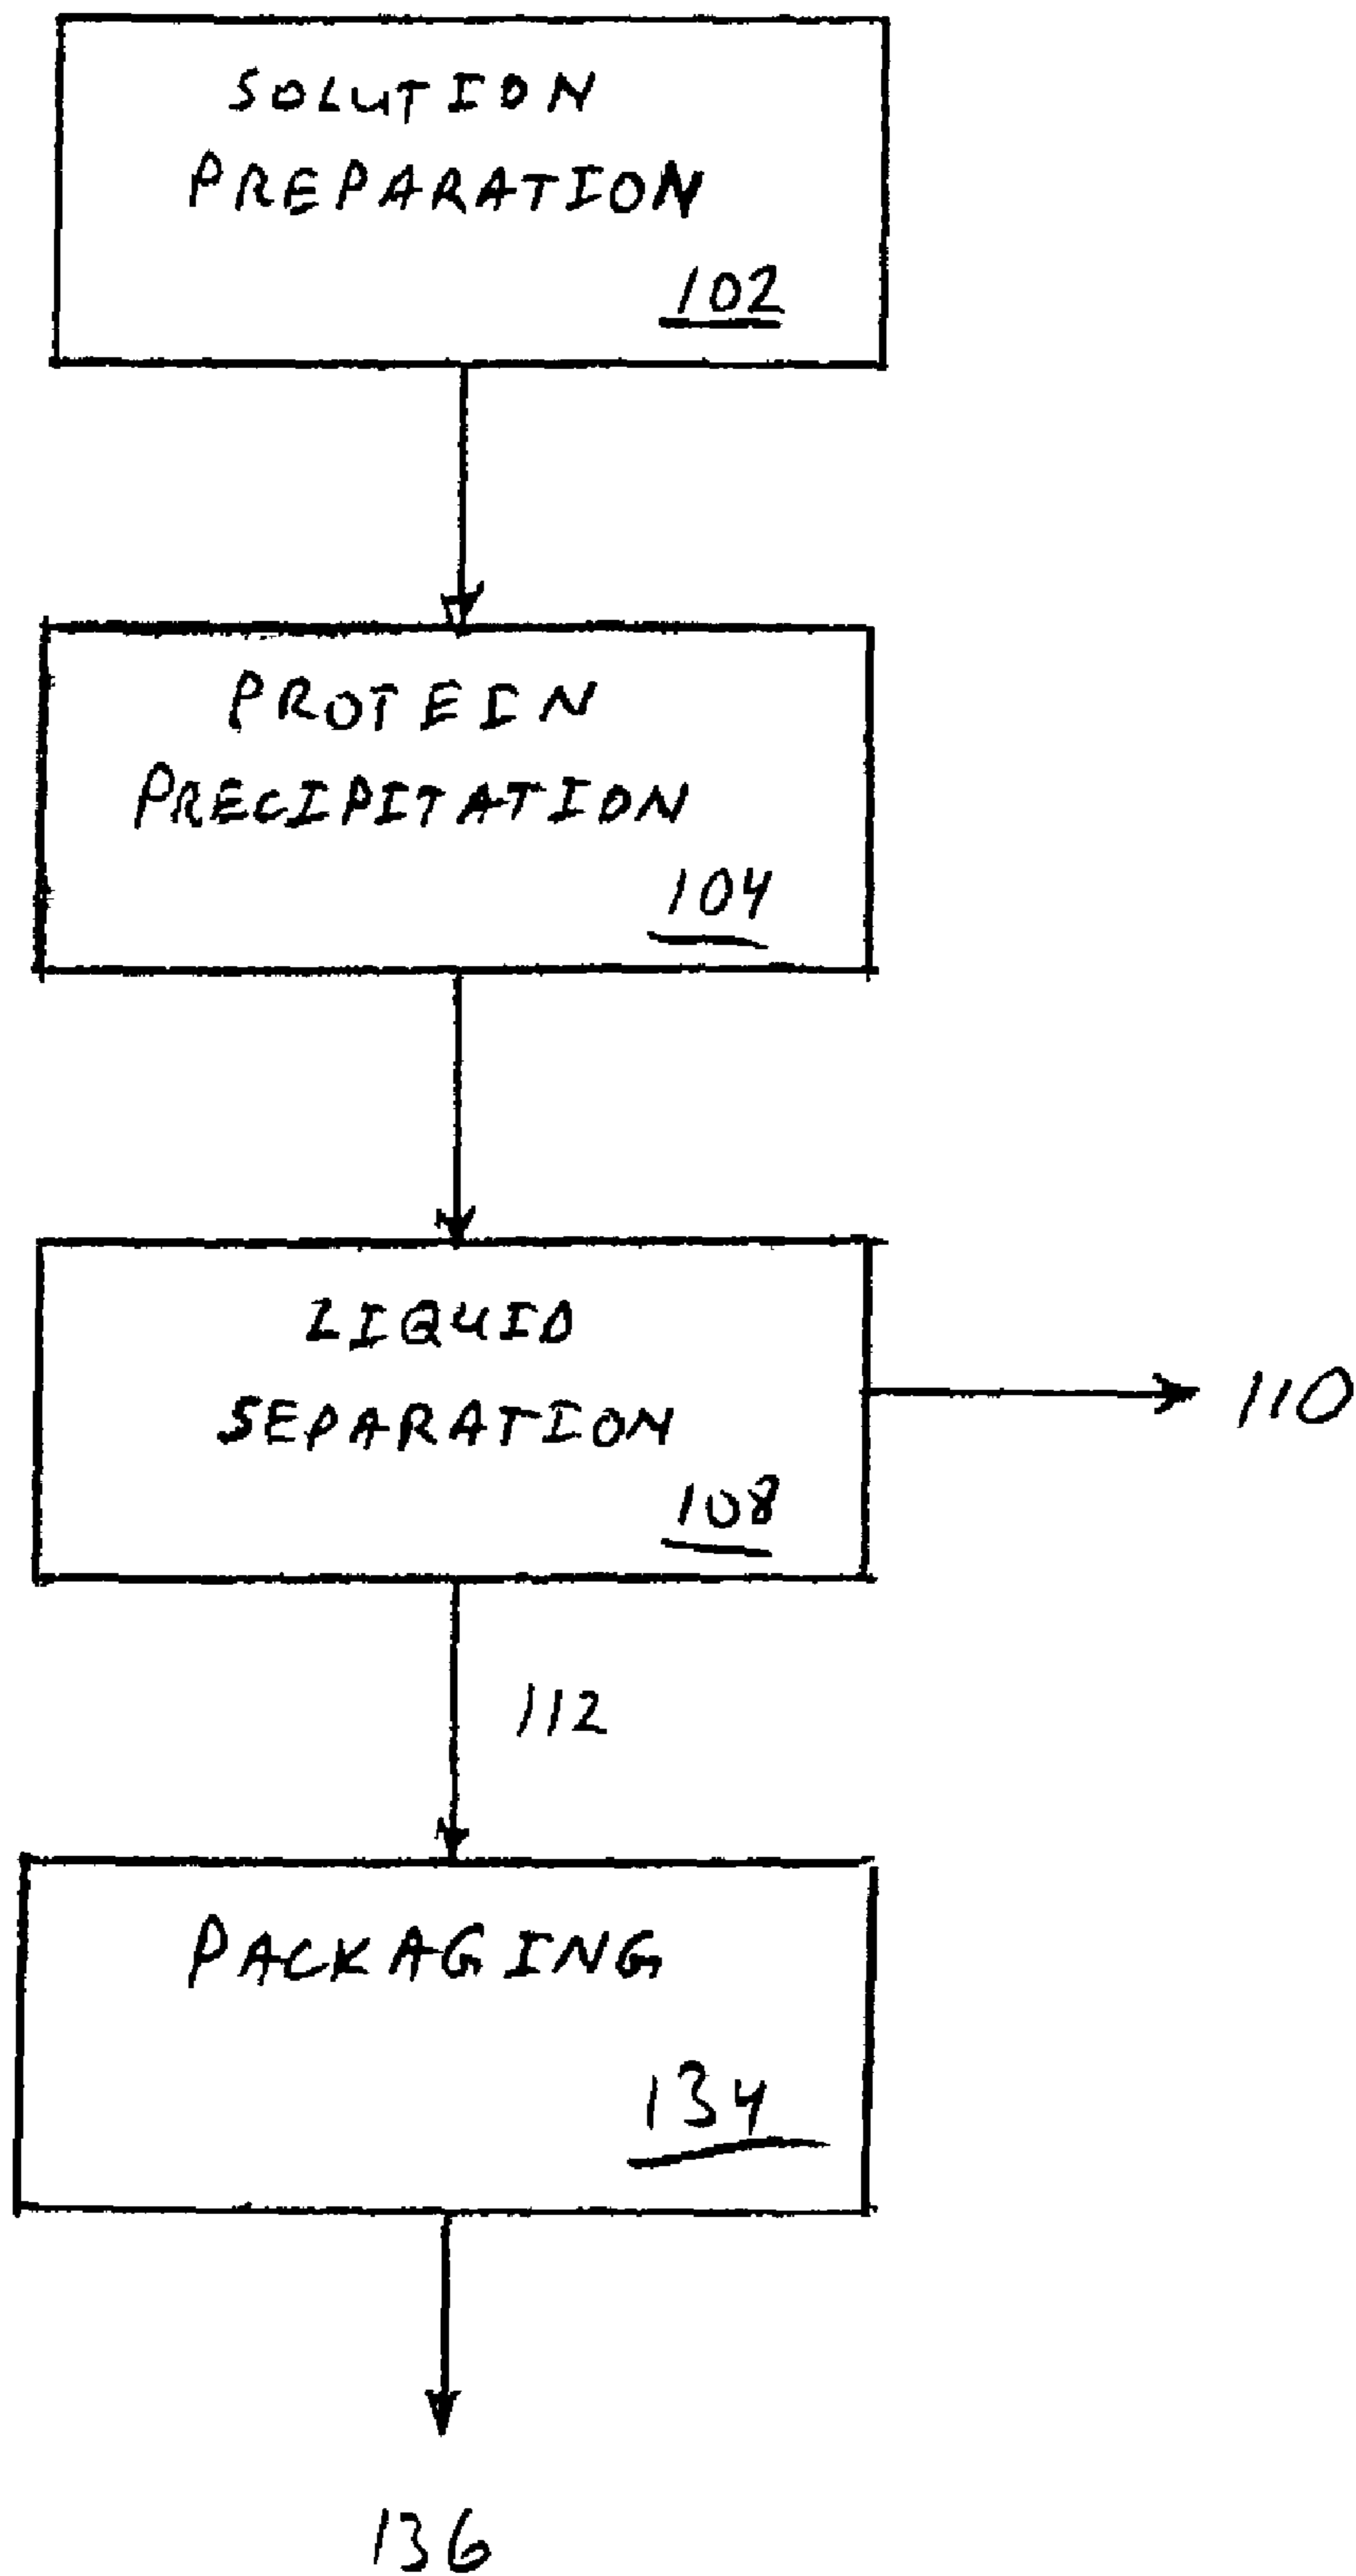 SOLUTION
PREPARATION
102
PROTEIN
PRECIPITATION
104
LIQUID
SEPARATION
108
110
112
PACKAGING
134
136